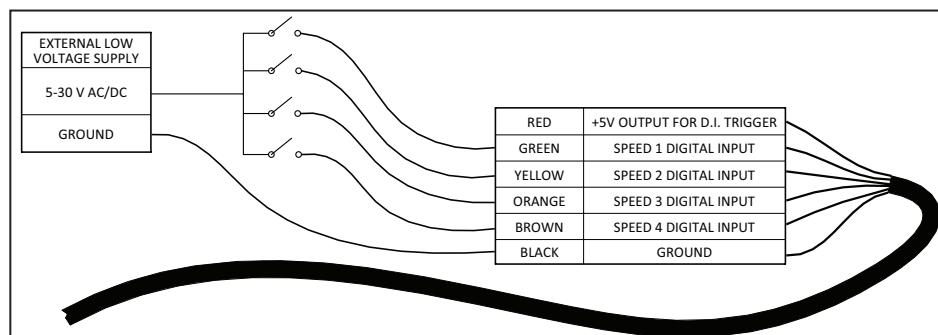 EXTERNAL LOW
VOLTAGE SUPPLY
5-30 V AC/DC
GROUND
RED +5V OUTPUT FOR D.I. TRIGGER
GREEN SPEED 1 DIGITAL INPUT
YELLOW SPEED 2 DIGITAL INPUT
ORANGE SPEED 3 DIGITAL INPUT
BROWN SPEED 4 DIGITAL INPUT
BLACK GROUND